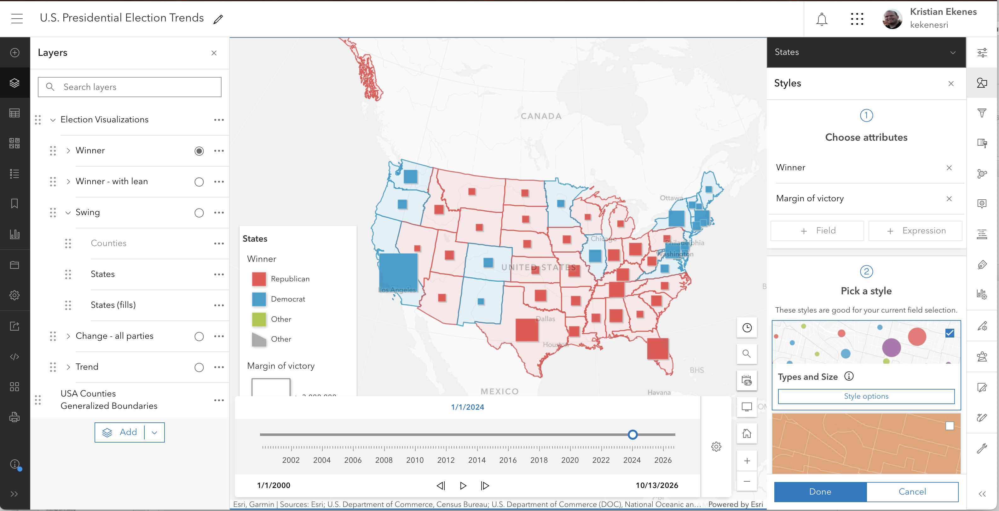 U.S. Presidential Election Trends
Kristian Ekenes
kekenesri
Layers
Search layers
Election Visualizations
Winner
Winner - with lean
Swing
Counties
States
States (fills)
Change - all parties
Trend
USA Counties
Generalized Boundaries
Add
CANADA
Ottawa
Chicago
Philadelphia
Washington
UNITED STATES
Los Angeles
Dallas
Houston
BHS
MEXICO
Havana
States
Winner
Republican
Democrat
Other
Other
Margin of victory
1/1/2024
2002 2004 2006 2008 2010 2012 2014 2016 2018 2020 2022 2024 2026
1/1/2000
10/13/2026
Esri, Garmin | Sources: Esri; U.S. Department of Commerce, Census Bureau; U.S. Department of Commerce (DOC), National Oceanic an...
Powered by Esri
States
Styles
1
Choose attributes
Winner
Margin of victory
+ Field
+ Expression
2
Pick a style
These styles are good for your current field selection.
Types and Size
Style options
Done
Cancel